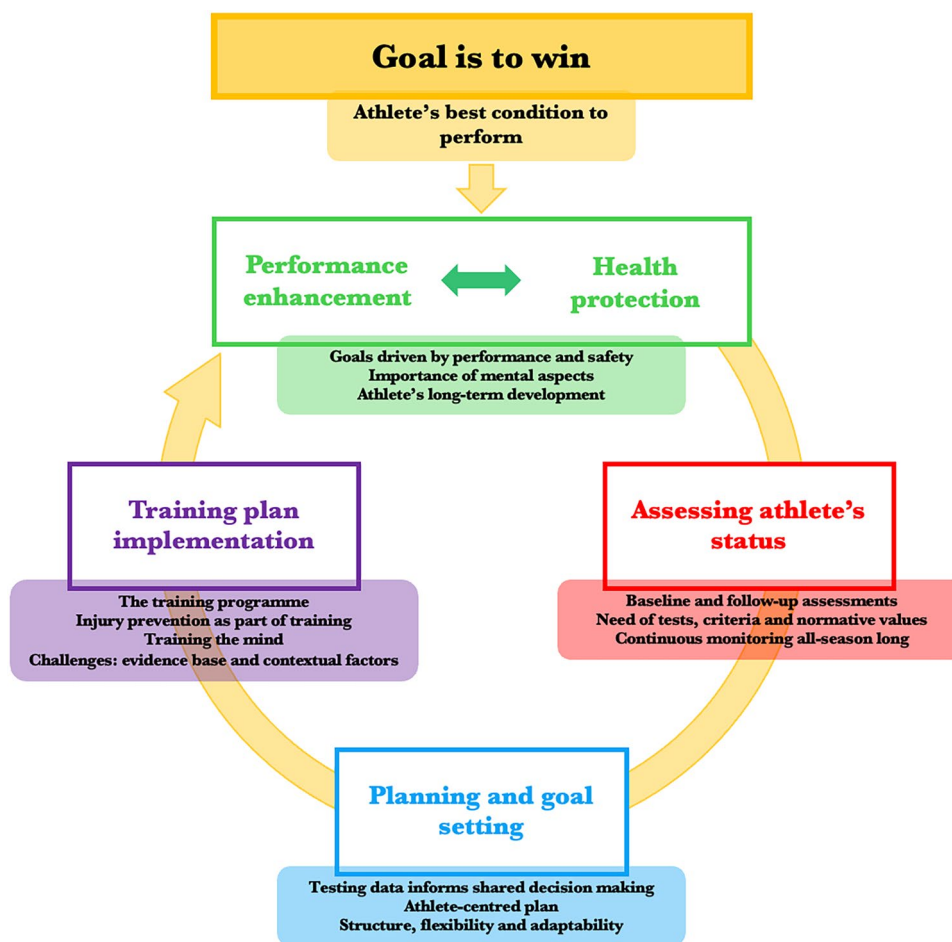 Goal is to win
Athlete's best condition to
perform
Performance
enhancement
Health
protection
Goals driven by performance and safety
Importance of mental aspects
Athlete's long-term development
Training plan
implementation
The training programme
Injury prevention as part of training
Training the mind
Challenges: evidence base and contextual factors
Assessing athlete's
status
Baseline and follow-up assessments
Need of tests, criteria and normative values
Continuous monitoring all-season long
Planning and goal
setting
Testing data informs shared decision making
Athlete-centred plan
Structure, flexibility and adaptability